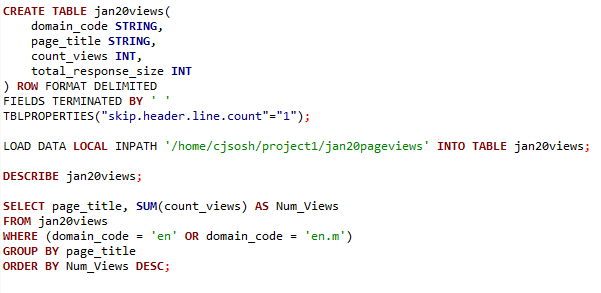 CREATE TABLE jan20views(
    domain_code STRING,
    page_title STRING,
    count_views INT,
    total_response_size INT
) ROW FORMAT DELIMITED
FIELDS TERMINATED BY ' '
TBLPROPERTIES("skip.header.line.count"="1");
LOAD DATA LOCAL INPATH '/home/cjsosh/project1/jan20pageviews' INTO TABLE jan20views;
DESCRIBE jan20views;
SELECT page_title, SUM(count_views) AS Num_Views
FROM jan20views
WHERE (domain_code = 'en' OR domain_code = 'en.m')
GROUP BY page_title
ORDER BY Num_Views DESC;